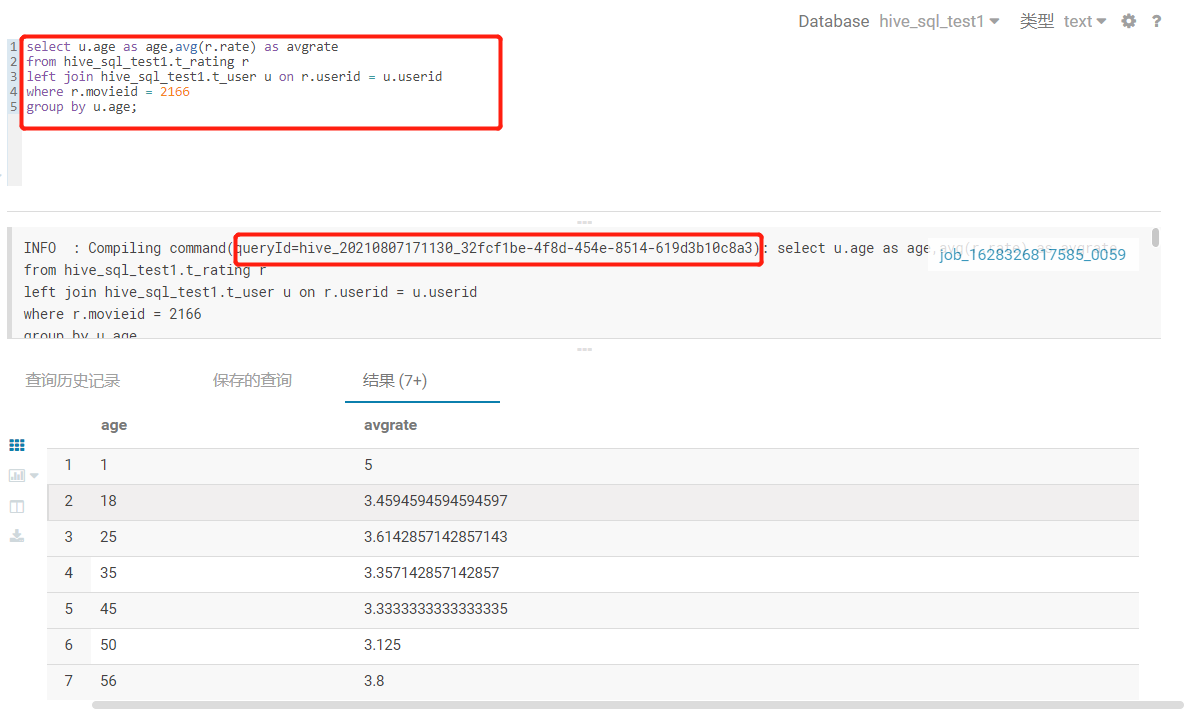 Database hive_sql_test1 类型 text ?
1 select u.age as age,avg(r.rate) as avgrate
2 from hive_sql_test1.t_rating r
3 left join hive_sql_test1.t_user u on r.userid = u.userid
4 where r.movieid = 2166
5 group by u.age;
INFO : Compiling command(queryId=hive_20210807171130_32fcf1be-4f8d-454e-8514-619d3b10c8a3): select u.age as age,avg(r.rate) as avgrate
job_1628326817585_0059
from hive_sql_test1.t_rating r
left join hive_sql_test1.t_user u on r.userid = u.userid
where r.movieid = 2166
group by u.age
查询历史记录 保存的查询 结果 (7+)
age avgrate
1 1 5
2 18 3.4594594594594597
3 25 3.6142857142857143
4 35 3.357142857142857
5 45 3.3333333333333335
6 50 3.125
7 56 3.8